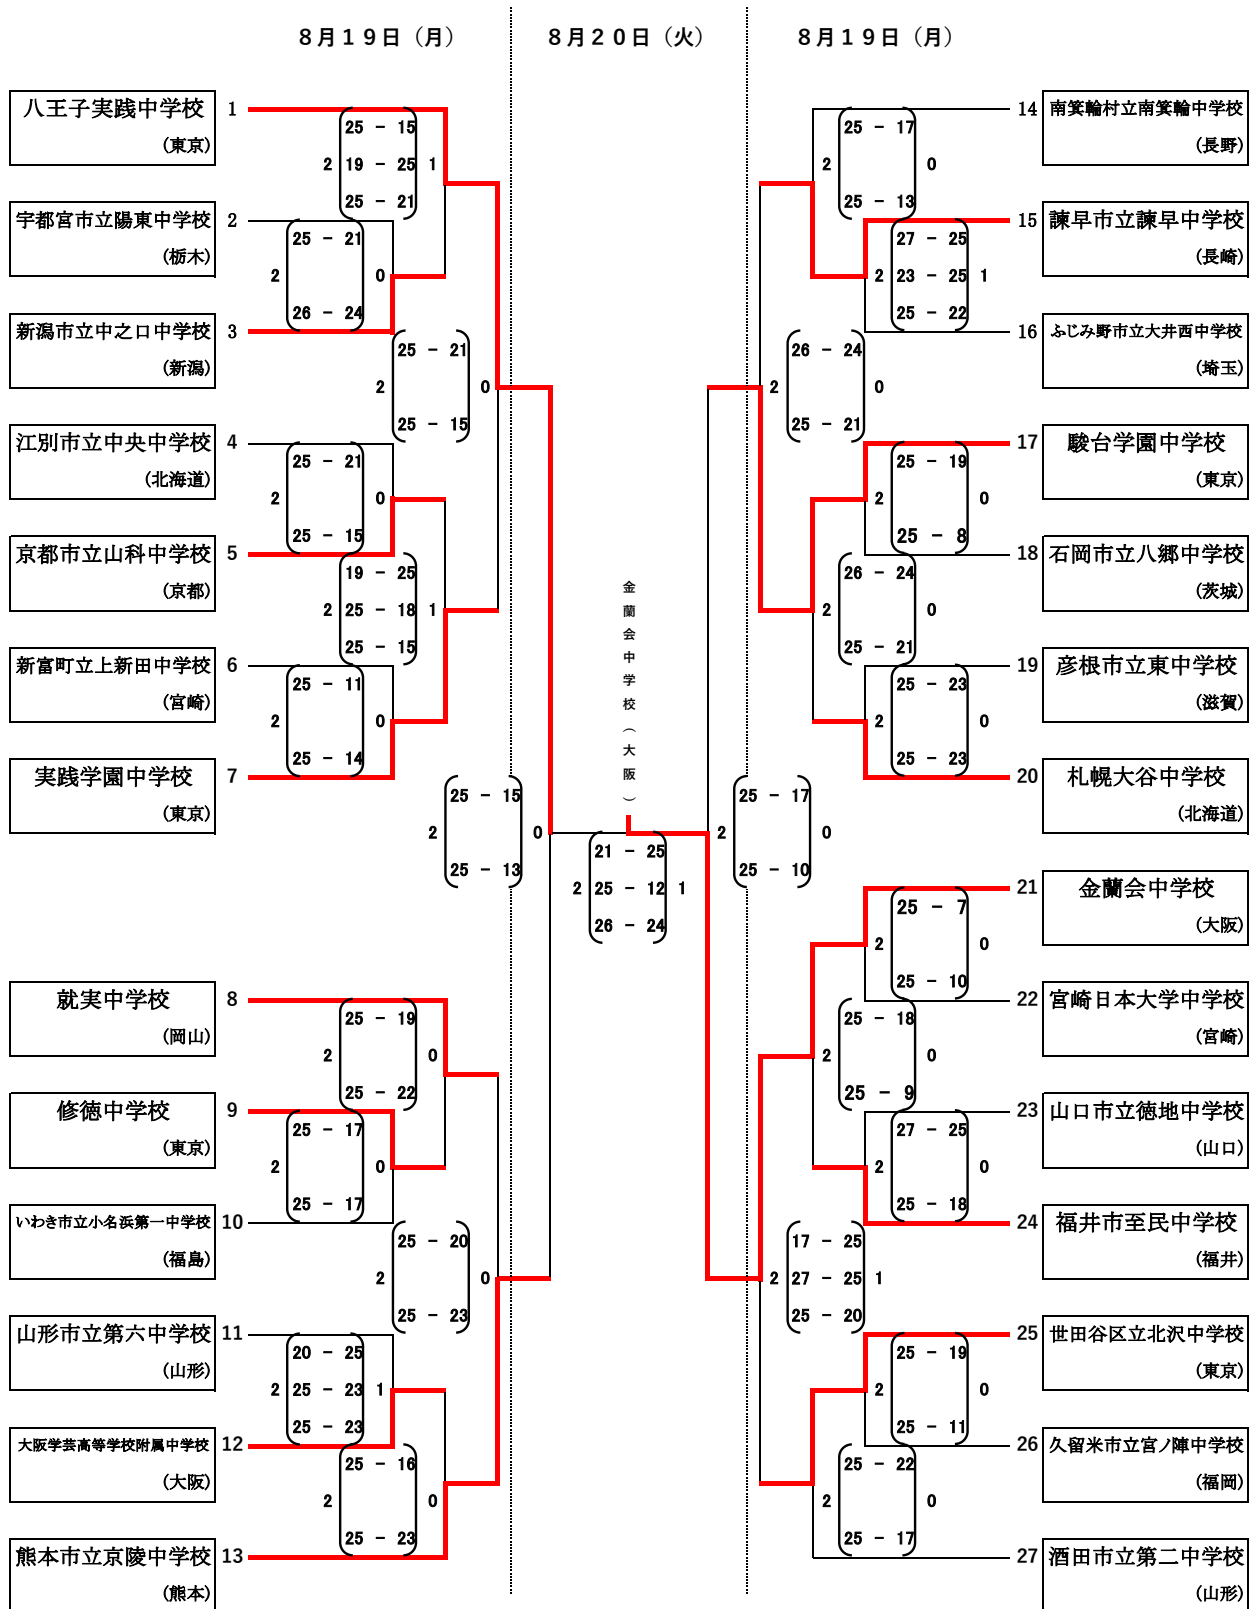 ８月１９日（月）
８月２０日（火）
８月１９日（月）
八王子実践中学校 1
（東京）
25 － 15
2 19 － 25 1
25 － 21
宇都宮市立陽東中学校 2
（栃木）
25 － 21
2 0
26 － 24
新潟市立中之口中学校 3
（新潟）
25 － 21
2 0
25 － 15
江別市立中央中学校 4
（北海道）
25 － 21
2 0
25 － 15
京都市立山科中学校 5
（京都）
19 － 25
2 25 － 18 1
25 － 15
新富町立上新田中学校 6
（宮崎）
25 － 11
2 0
25 － 14
実践学園中学校 7
（東京）
25 － 15
2 0
25 － 13
就実中学校 8
（岡山）
25 － 19
2 0
25 － 22
修徳中学校 9
（東京）
25 － 17
2 0
25 － 17
いわき市立小名浜第一中学校 10
（福島）
25 － 20
2 0
25 － 23
山形市立第六中学校 11
（山形）
20 － 25
2 25 － 23 1
25 － 23
大阪学芸高等学校附属中学校 12
（大阪）
25 － 16
2 0
25 － 23
熊本市立京陵中学校 13
（熊本）
金蘭会中学校（大阪）
21 － 25
2 25 － 12 1
26 － 24
14 南箕輪村立南箕輪中学校
（長野）
25 － 17
2 0
25 － 13
15 諫早市立諫早中学校
（長崎）
27 － 25
2 23 － 25 1
25 － 22
16 ふじみ野市立大井西中学校
（埼玉）
26 － 24
2 0
25 － 21
17 駿台学園中学校
（東京）
25 － 19
2 0
25 － 8
18 石岡市立八郷中学校
（茨城）
26 － 24
2 0
25 － 21
19 彦根市立東中学校
（滋賀）
25 － 23
2 0
25 － 23
20 札幌大谷中学校
（北海道）
25 － 17
2 0
25 － 10
21 金蘭会中学校
（大阪）
25 － 7
2 0
25 － 10
22 宮崎日本大学中学校
（宮崎）
25 － 18
2 0
25 － 9
23 山口市立徳地中学校
（山口）
27 － 25
2 0
25 － 18
24 福井市至民中学校
（福井）
17 － 25
2 27 － 25 1
25 － 20
25 世田谷区立北沢中学校
（東京）
25 － 19
2 0
25 － 11
26 久留米市立宮ノ陣中学校
（福岡）
25 － 22
2 0
25 － 17
27 酒田市立第二中学校
（山形）